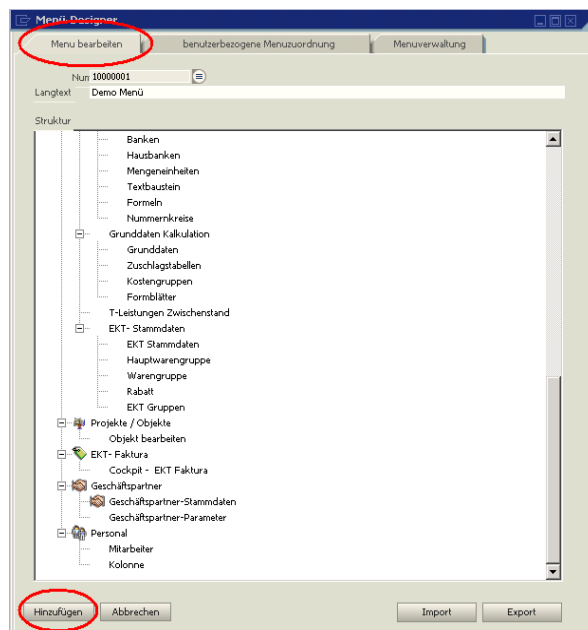 Menü-Designer
Menu bearbeiten benutzerbezogene Menuzuordnung Menuverwaltung
Num 10000001
Langtext Demo Menü
Struktur
Banken
Hausbanken
Mengeneinheiten
Textbaustein
Formeln
Nummernkreise
Grunddaten Kalkulation
Grunddaten
Zuschlagstabellen
Kostengruppen
Formblätter
T-Leistungen Zwischenstand
EKT- Stammdaten
EKT Stammdaten
Hauptwarengruppe
Warengruppe
Rabatt
EKT Gruppen
Projekte / Objekte
Objekt bearbeiten
EKT- Faktura
Cockpit - EKT Faktura
Geschäftspartner
Geschäftspartner-Stammdaten
Geschäftspartner-Parameter
Personal
Mitarbeiter
Kolonne
Hinzufügen Abbrechen Import Export